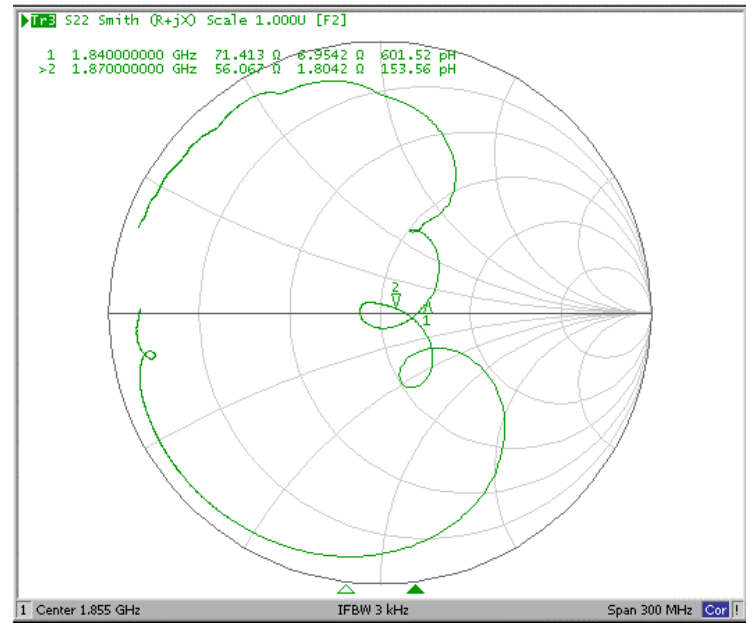 Tr3 S22 Smith (R+jX) Scale 1.000U [F2]
1 1.840000000 GHz 71.413 Ω 6.9542 Ω 601.52 pH
>2 1.870000000 GHz 56.067 Ω 1.8042 Ω 153.56 pH
2
1
1 Center 1.855 GHz IFBW 3 kHz Span 300 MHz Cor !